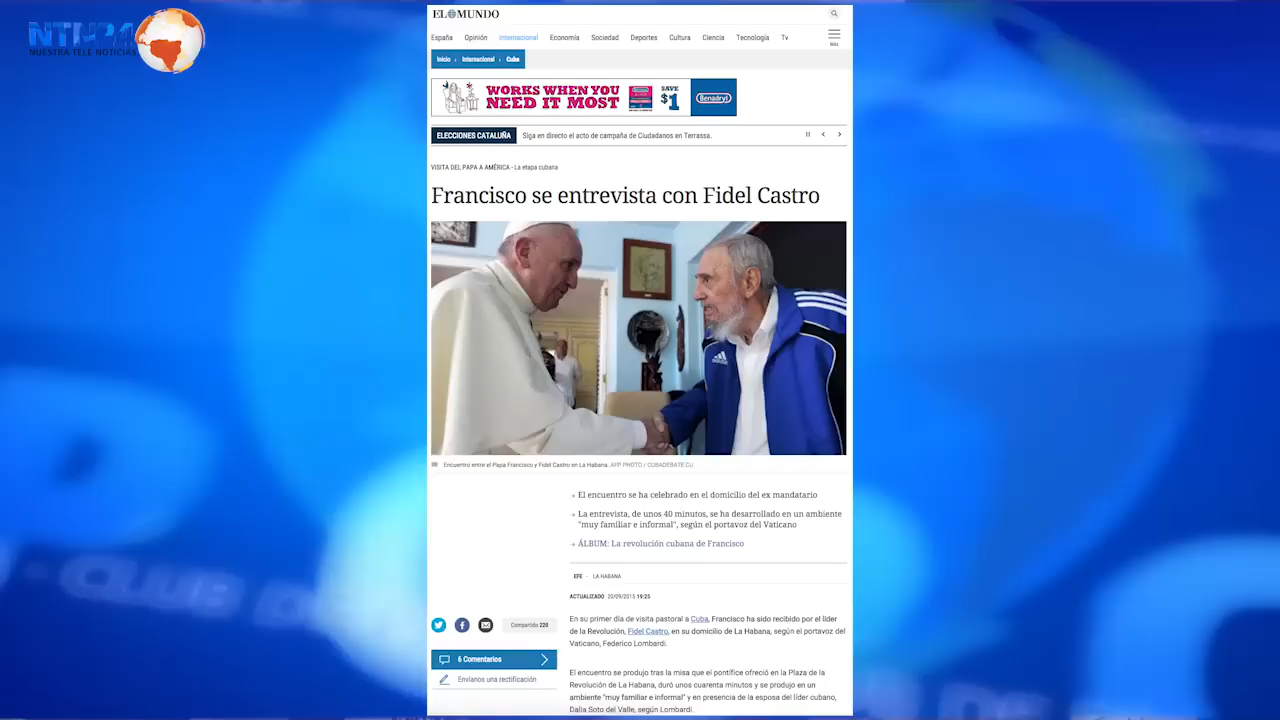 NTN24
NUESTRA TELE NOTICIAS
EL MUNDO
España Opinión Internacional Economía Sociedad Deportes Cultura Ciencia Tecnología Tv
Más
Inicio › Internacional › Cuba
WORKS WHEN YOU
NEED IT MOST
SAVE
$1
Benadryl
ELECCIONES CATALUÑA Siga en directo el acto de campaña de Ciudadanos en Terrassa.
VISITA DEL PAPA A AMÉRICA - La etapa cubana
Francisco se entrevista con Fidel Castro
adidas
Encuentro entre el Papa Francisco y Fidel Castro en La Habana. AFP PHOTO / CUBADEBATE.CU
El encuentro se ha celebrado en el domicilio del ex mandatario
La entrevista, de unos 40 minutos, se ha desarrollado en un ambiente
"muy familiar e informal", según el portavoz del Vaticano
ÁLBUM: La revolución cubana de Francisco
EFE - LA HABANA
ACTUALIZADO 20/09/2015 19:25
En su primer día de visita pastoral a Cuba, Francisco ha sido recibido por el líder
de la Revolución, Fidel Castro, en su domicilio de La Habana, según el portavoz del
Vaticano, Federico Lombardi.
Compartido 220
6 Comentarios
Envíanos una rectificación
El encuentro se produjo tras la misa que el pontífice ofreció en la Plaza de la
Revolución de La Habana, duró unos cuarenta minutos y se produjo en un
ambiente "muy familiar e informal" y en presencia de la esposa del líder cubano,
Dalia Soto del Valle, según Lombardi.